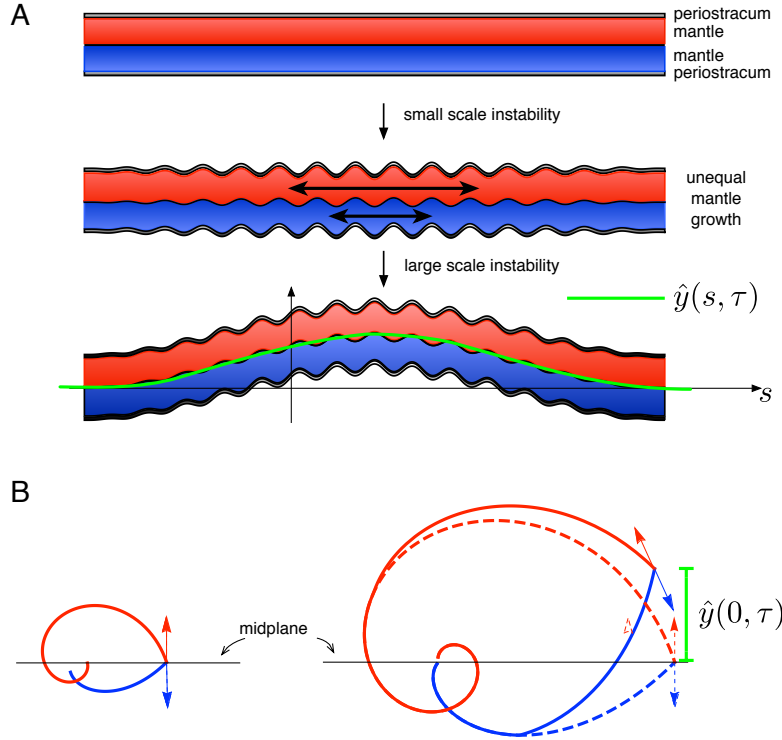 A
periostracum
mantle
mantle
periostracum
small scale instability
unequal
mantle
growth
large scale instability
ŷ(s, τ)
s
B
midplane
ŷ(0, τ)